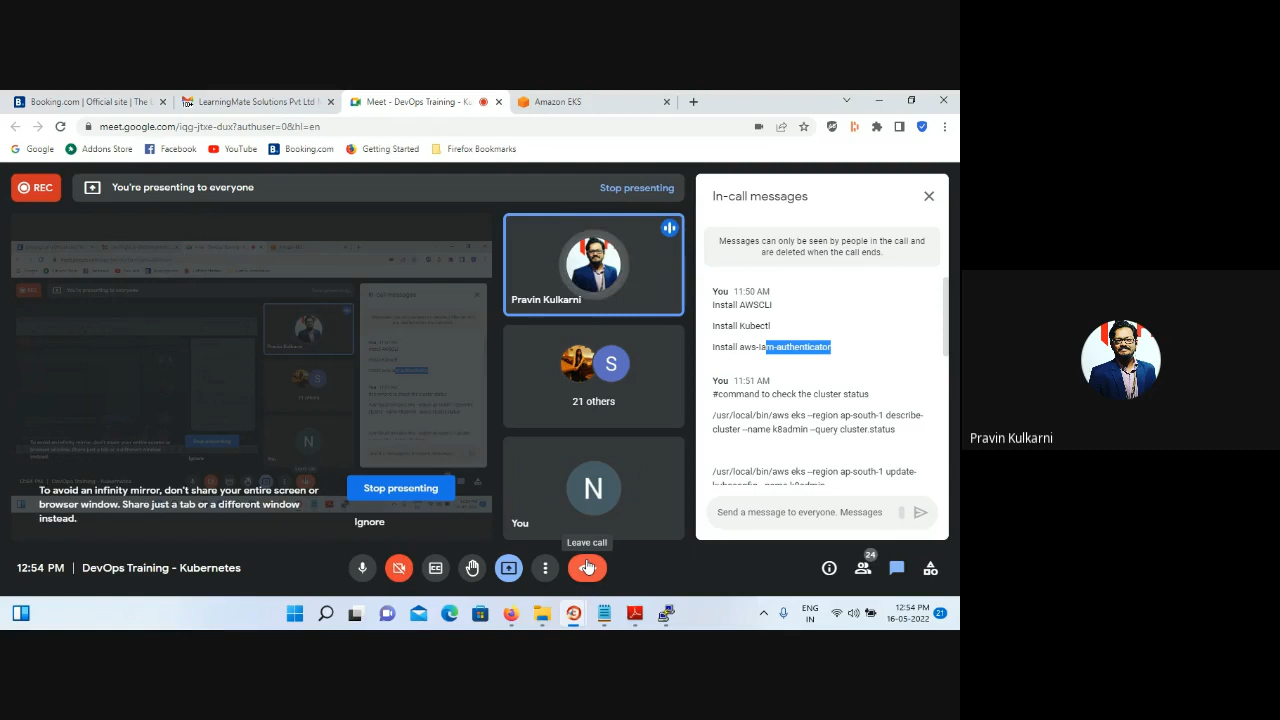 Booking.com | Official site | The
LearningMate Solutions Pvt Ltd
Meet - DevOps Training - Ku
Amazon EKS
meet.google.com/iqg-jtxe-dux?authuser=0&hl=en
Google
Addons Store
Facebook
YouTube
Booking.com
Getting Started
Firefox Bookmarks
REC
You're presenting to everyone
Stop presenting
In-call messages
Messages can only be seen by people in the call and
are deleted when the call ends.
You 11:50 AM
Install AWSCLI
Install Kubectl
Install aws-iam-authenticator
You 11:51 AM
#command to check the cluster status
/usr/local/bin/aws eks --region ap-south-1 describe-
cluster --name k8admin --query cluster.status
/usr/local/bin/aws eks --region ap-south-1 update-
kubeconfig --name k8admin
Send a message to everyone. Messages
Pravin Kulkarni
S
21 others
N
You
To avoid an infinity mirror, don't share your entire screen or
browser window. Share just a tab or a different window
instead.
Stop presenting
Ignore
Leave call
12:54 PM | DevOps Training - Kubernetes
24
ENG
IN
12:54 PM
16-05-2022
21
Pravin Kulkarni